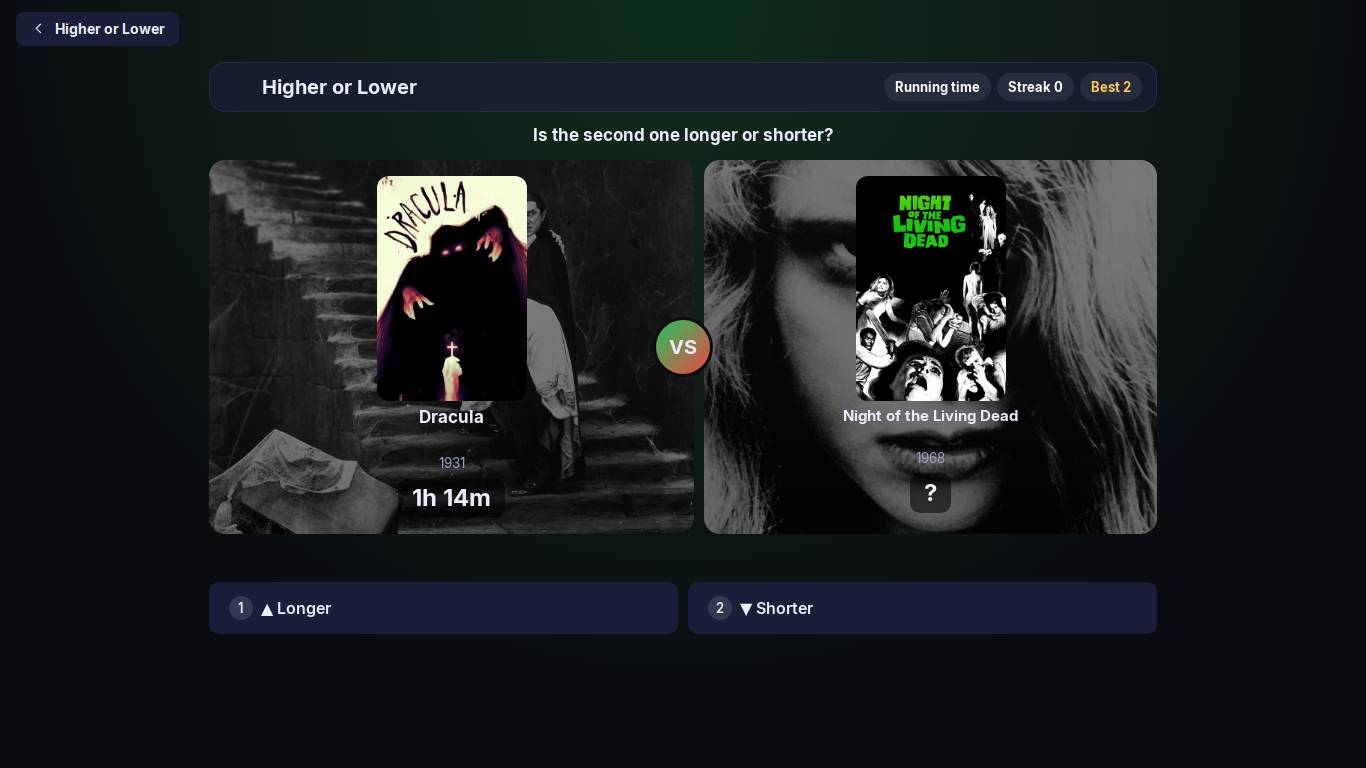 Higher or Lower
Higher or Lower
Running time
Streak 0
Best 2
Is the second one longer or shorter?
DRACULA
Dracula
1931
1h 14m
VS
NIGHT
OF THE
LIVING
DEAD
Night of the Living Dead
1968
?
1 ▲ Longer
2 ▼ Shorter